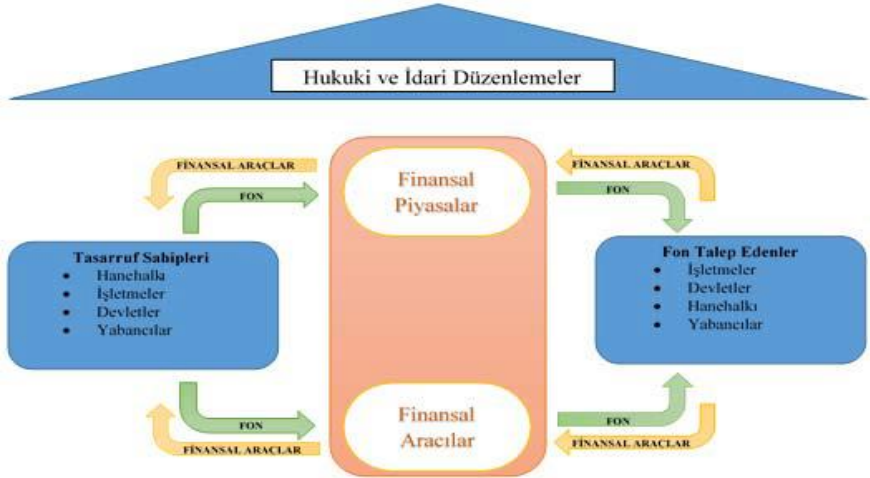 Hukuki ve İdari Düzenlemeler
FİNANSAL ARAÇLAR
FON
Finansal
Piyasalar
FİNANSAL ARAÇLAR
FON
Tasarruf Sahipleri
• Hanehalkı
• İşletmeler
• Devletler
• Yabancılar
Fon Talep Edenler
• İşletmeler
• Devletler
• Hanehalkı
• Yabancılar
FON
FİNANSAL ARAÇLAR
Finansal
Aracılar
FON
FİNANSAL ARAÇLAR